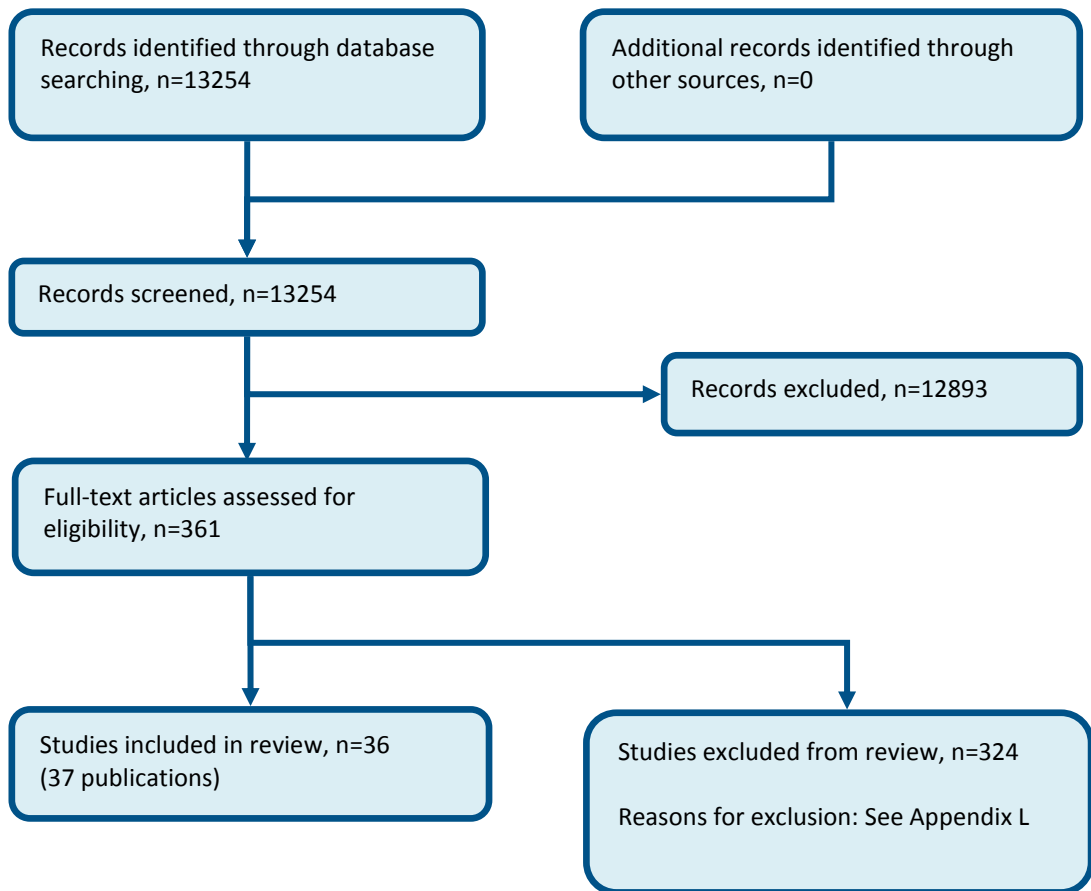 Records identified through database
searching, n=13254
Additional records identified through
other sources, n=0
Records screened, n=13254
Records excluded, n=12893
Full-text articles assessed for
eligibility, n=361
Studies included in review, n=36
(37 publications)
Studies excluded from review, n=324
Reasons for exclusion: See Appendix L